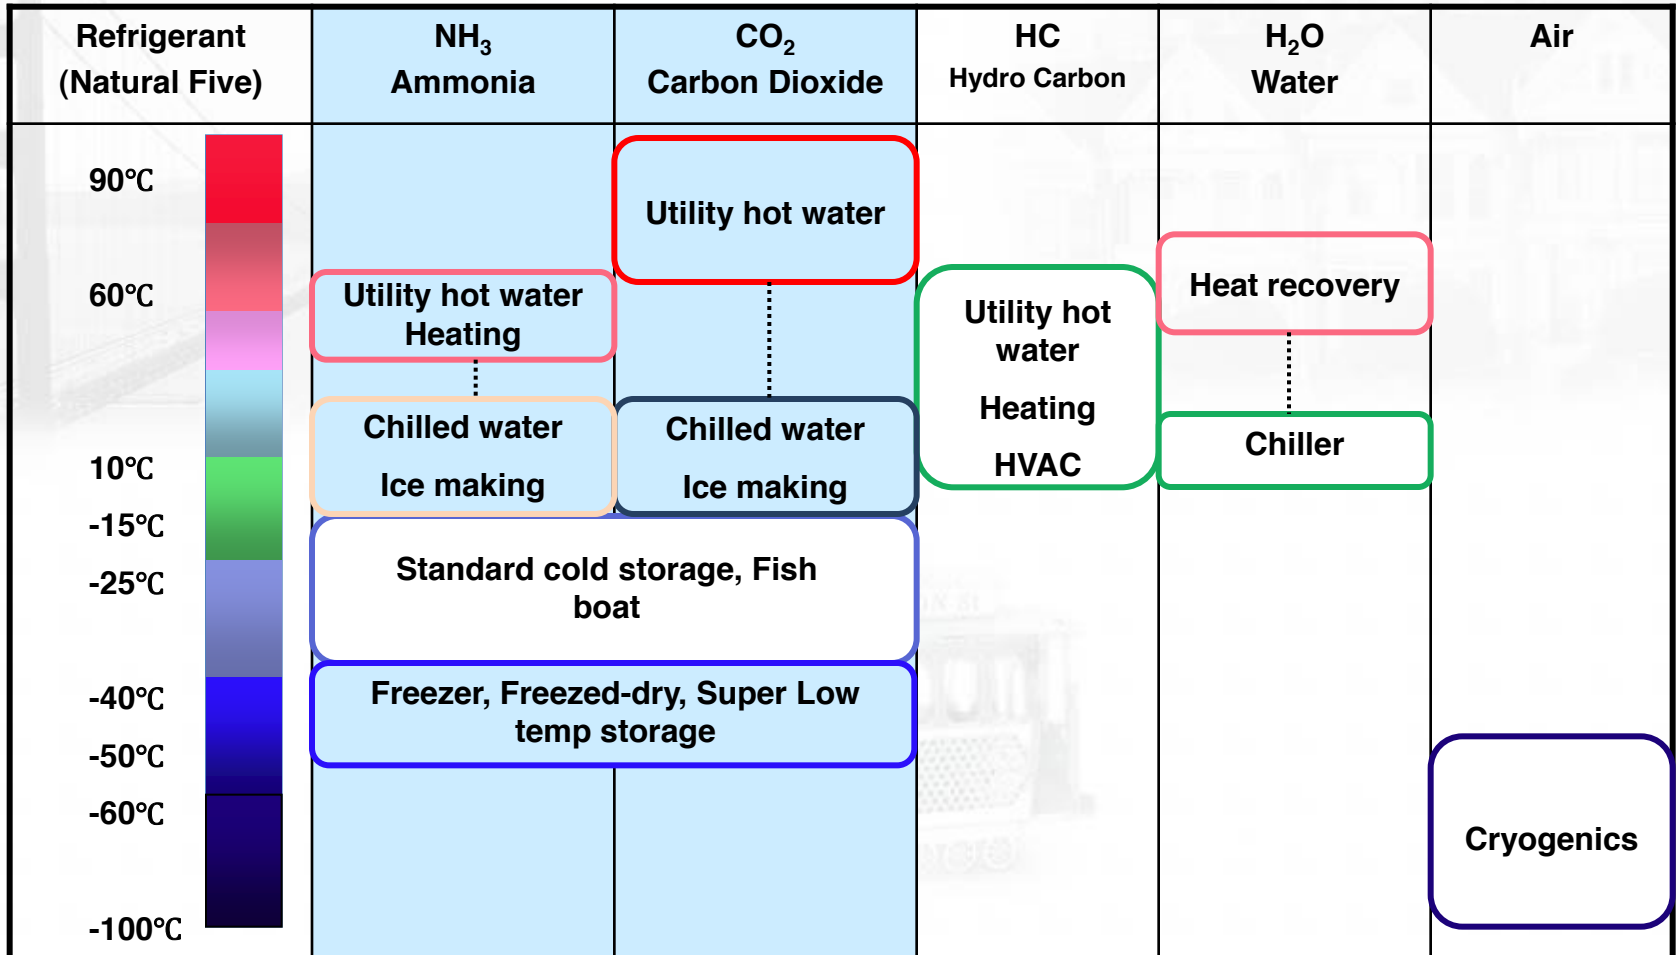 Refrigerant
(Natural Five)
NH₃
Ammonia
CO₂
Carbon Dioxide
HC
Hydro Carbon
H₂O
Water
Air
90℃
60℃
10℃
-15℃
-25℃
-40℃
-50℃
-60℃
-100℃
Utility hot water
Heating
Chilled water
Ice making
Utility hot water
Chilled water
Ice making
Standard cold storage, Fish
boat
Freezer, Freezed-dry, Super Low
temp storage
Utility hot
water
Heating
HVAC
Heat recovery
Chiller
Cryogenics